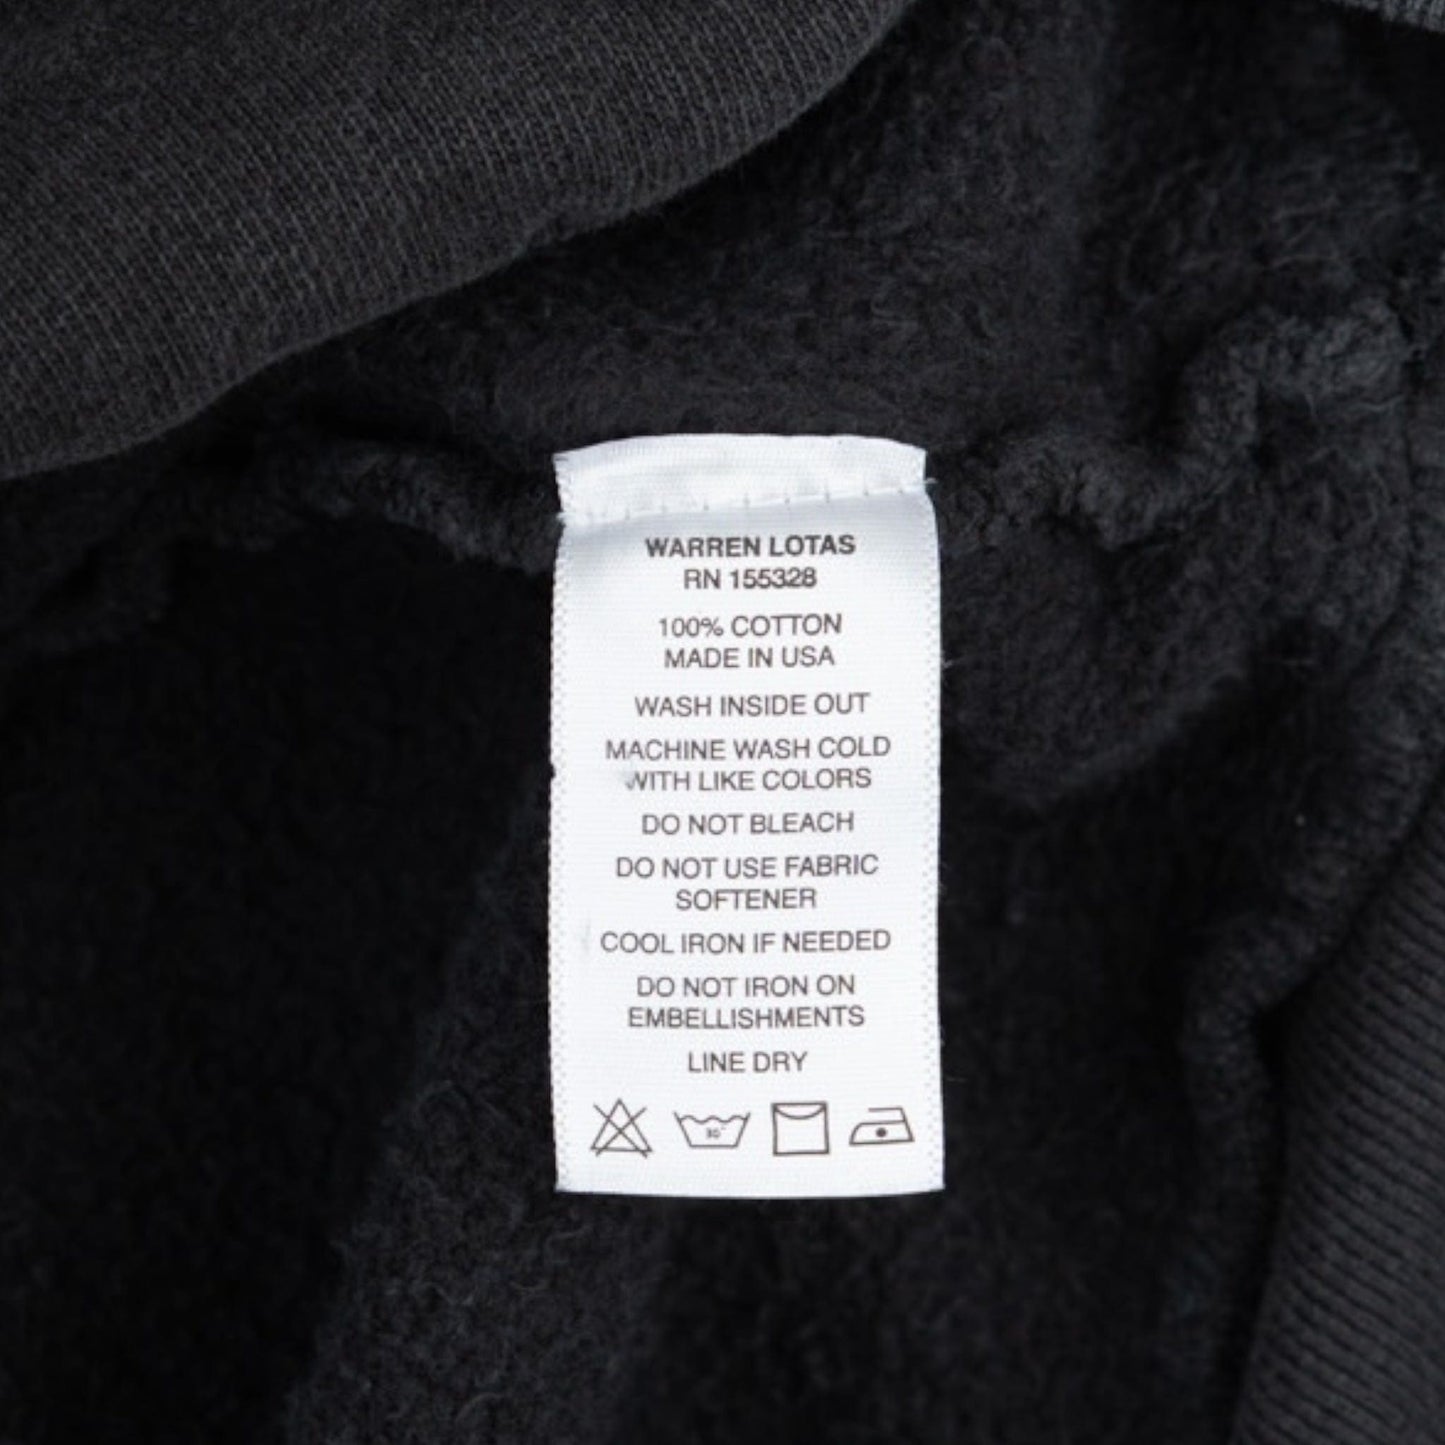 WARREN LOTAS
RN 155328
100% COTTON
MADE IN USA
WASH INSIDE OUT
MACHINE WASH COLD
WITH LIKE COLORS
DO NOT BLEACH
DO NOT USE FABRIC
SOFTENER
COOL IRON IF NEEDED
DO NOT IRON ON
EMBELLISHMENTS
LINE DRY
30°